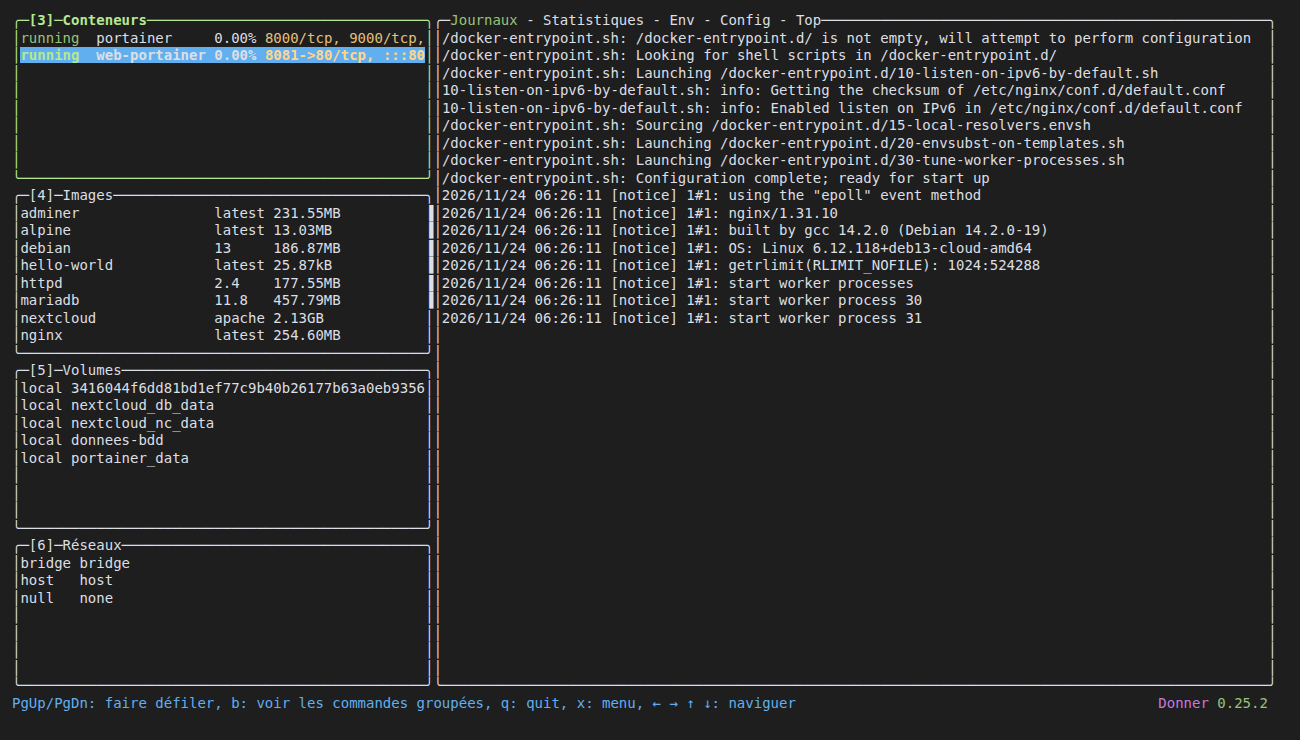 [3]─Conteneurs
running portainer 0.00% 8000/tcp, 9000/tcp,
running web-portainer 0.00% 8081->80/tcp, :::80
[4]─Images
adminer latest 231.55MB
alpine latest 13.03MB
debian 13 186.87MB
hello-world latest 25.87kB
httpd 2.4 177.55MB
mariadb 11.8 457.79MB
nextcloud apache 2.13GB
nginx latest 254.60MB
[5]─Volumes
local 3416044f6dd81bd1ef77c9b40b26177b63a0eb9356
local nextcloud_db_data
local nextcloud_nc_data
local donnees-bdd
local portainer_data
[6]─Réseaux
bridge bridge
host host
null none
Journaux - Statistiques - Env - Config - Top
/docker-entrypoint.sh: /docker-entrypoint.d/ is not empty, will attempt to perform configuration
/docker-entrypoint.sh: Looking for shell scripts in /docker-entrypoint.d/
/docker-entrypoint.sh: Launching /docker-entrypoint.d/10-listen-on-ipv6-by-default.sh
10-listen-on-ipv6-by-default.sh: info: Getting the checksum of /etc/nginx/conf.d/default.conf
10-listen-on-ipv6-by-default.sh: info: Enabled listen on IPv6 in /etc/nginx/conf.d/default.conf
/docker-entrypoint.sh: Sourcing /docker-entrypoint.d/15-local-resolvers.envsh
/docker-entrypoint.sh: Launching /docker-entrypoint.d/20-envsubst-on-templates.sh
/docker-entrypoint.sh: Launching /docker-entrypoint.d/30-tune-worker-processes.sh
/docker-entrypoint.sh: Configuration complete; ready for start up
2026/11/24 06:26:11 [notice] 1#1: using the "epoll" event method
2026/11/24 06:26:11 [notice] 1#1: nginx/1.31.10
2026/11/24 06:26:11 [notice] 1#1: built by gcc 14.2.0 (Debian 14.2.0-19)
2026/11/24 06:26:11 [notice] 1#1: OS: Linux 6.12.118+deb13-cloud-amd64
2026/11/24 06:26:11 [notice] 1#1: getrlimit(RLIMIT_NOFILE): 1024:524288
2026/11/24 06:26:11 [notice] 1#1: start worker processes
2026/11/24 06:26:11 [notice] 1#1: start worker process 30
2026/11/24 06:26:11 [notice] 1#1: start worker process 31
PgUp/PgDn: faire défiler, b: voir les commandes groupées, q: quit, x: menu, ← → ↑ ↓: naviguer
Donner 0.25.2